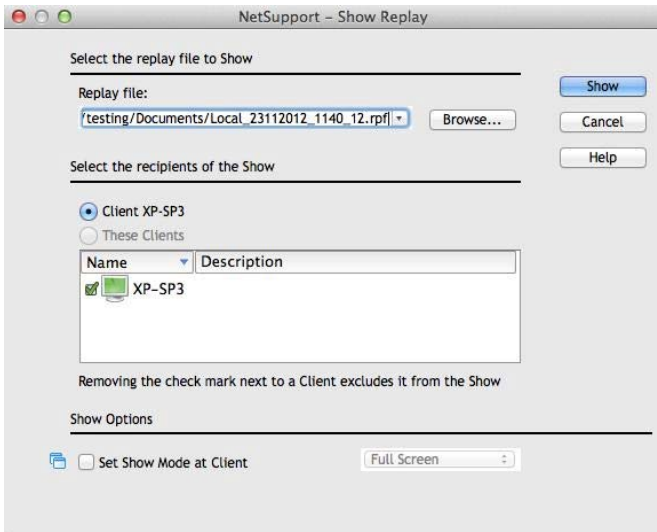 NetSupport – Show Replay
Select the replay file to Show
Replay file:
/testing/Documents/Local_23112012_1140_12.rpf
Browse...
Show
Cancel
Help
Select the recipients of the Show
Client XP-SP3
These Clients
Name Description
XP-SP3
Removing the check mark next to a Client excludes it from the Show
Show Options
Set Show Mode at Client Full Screen